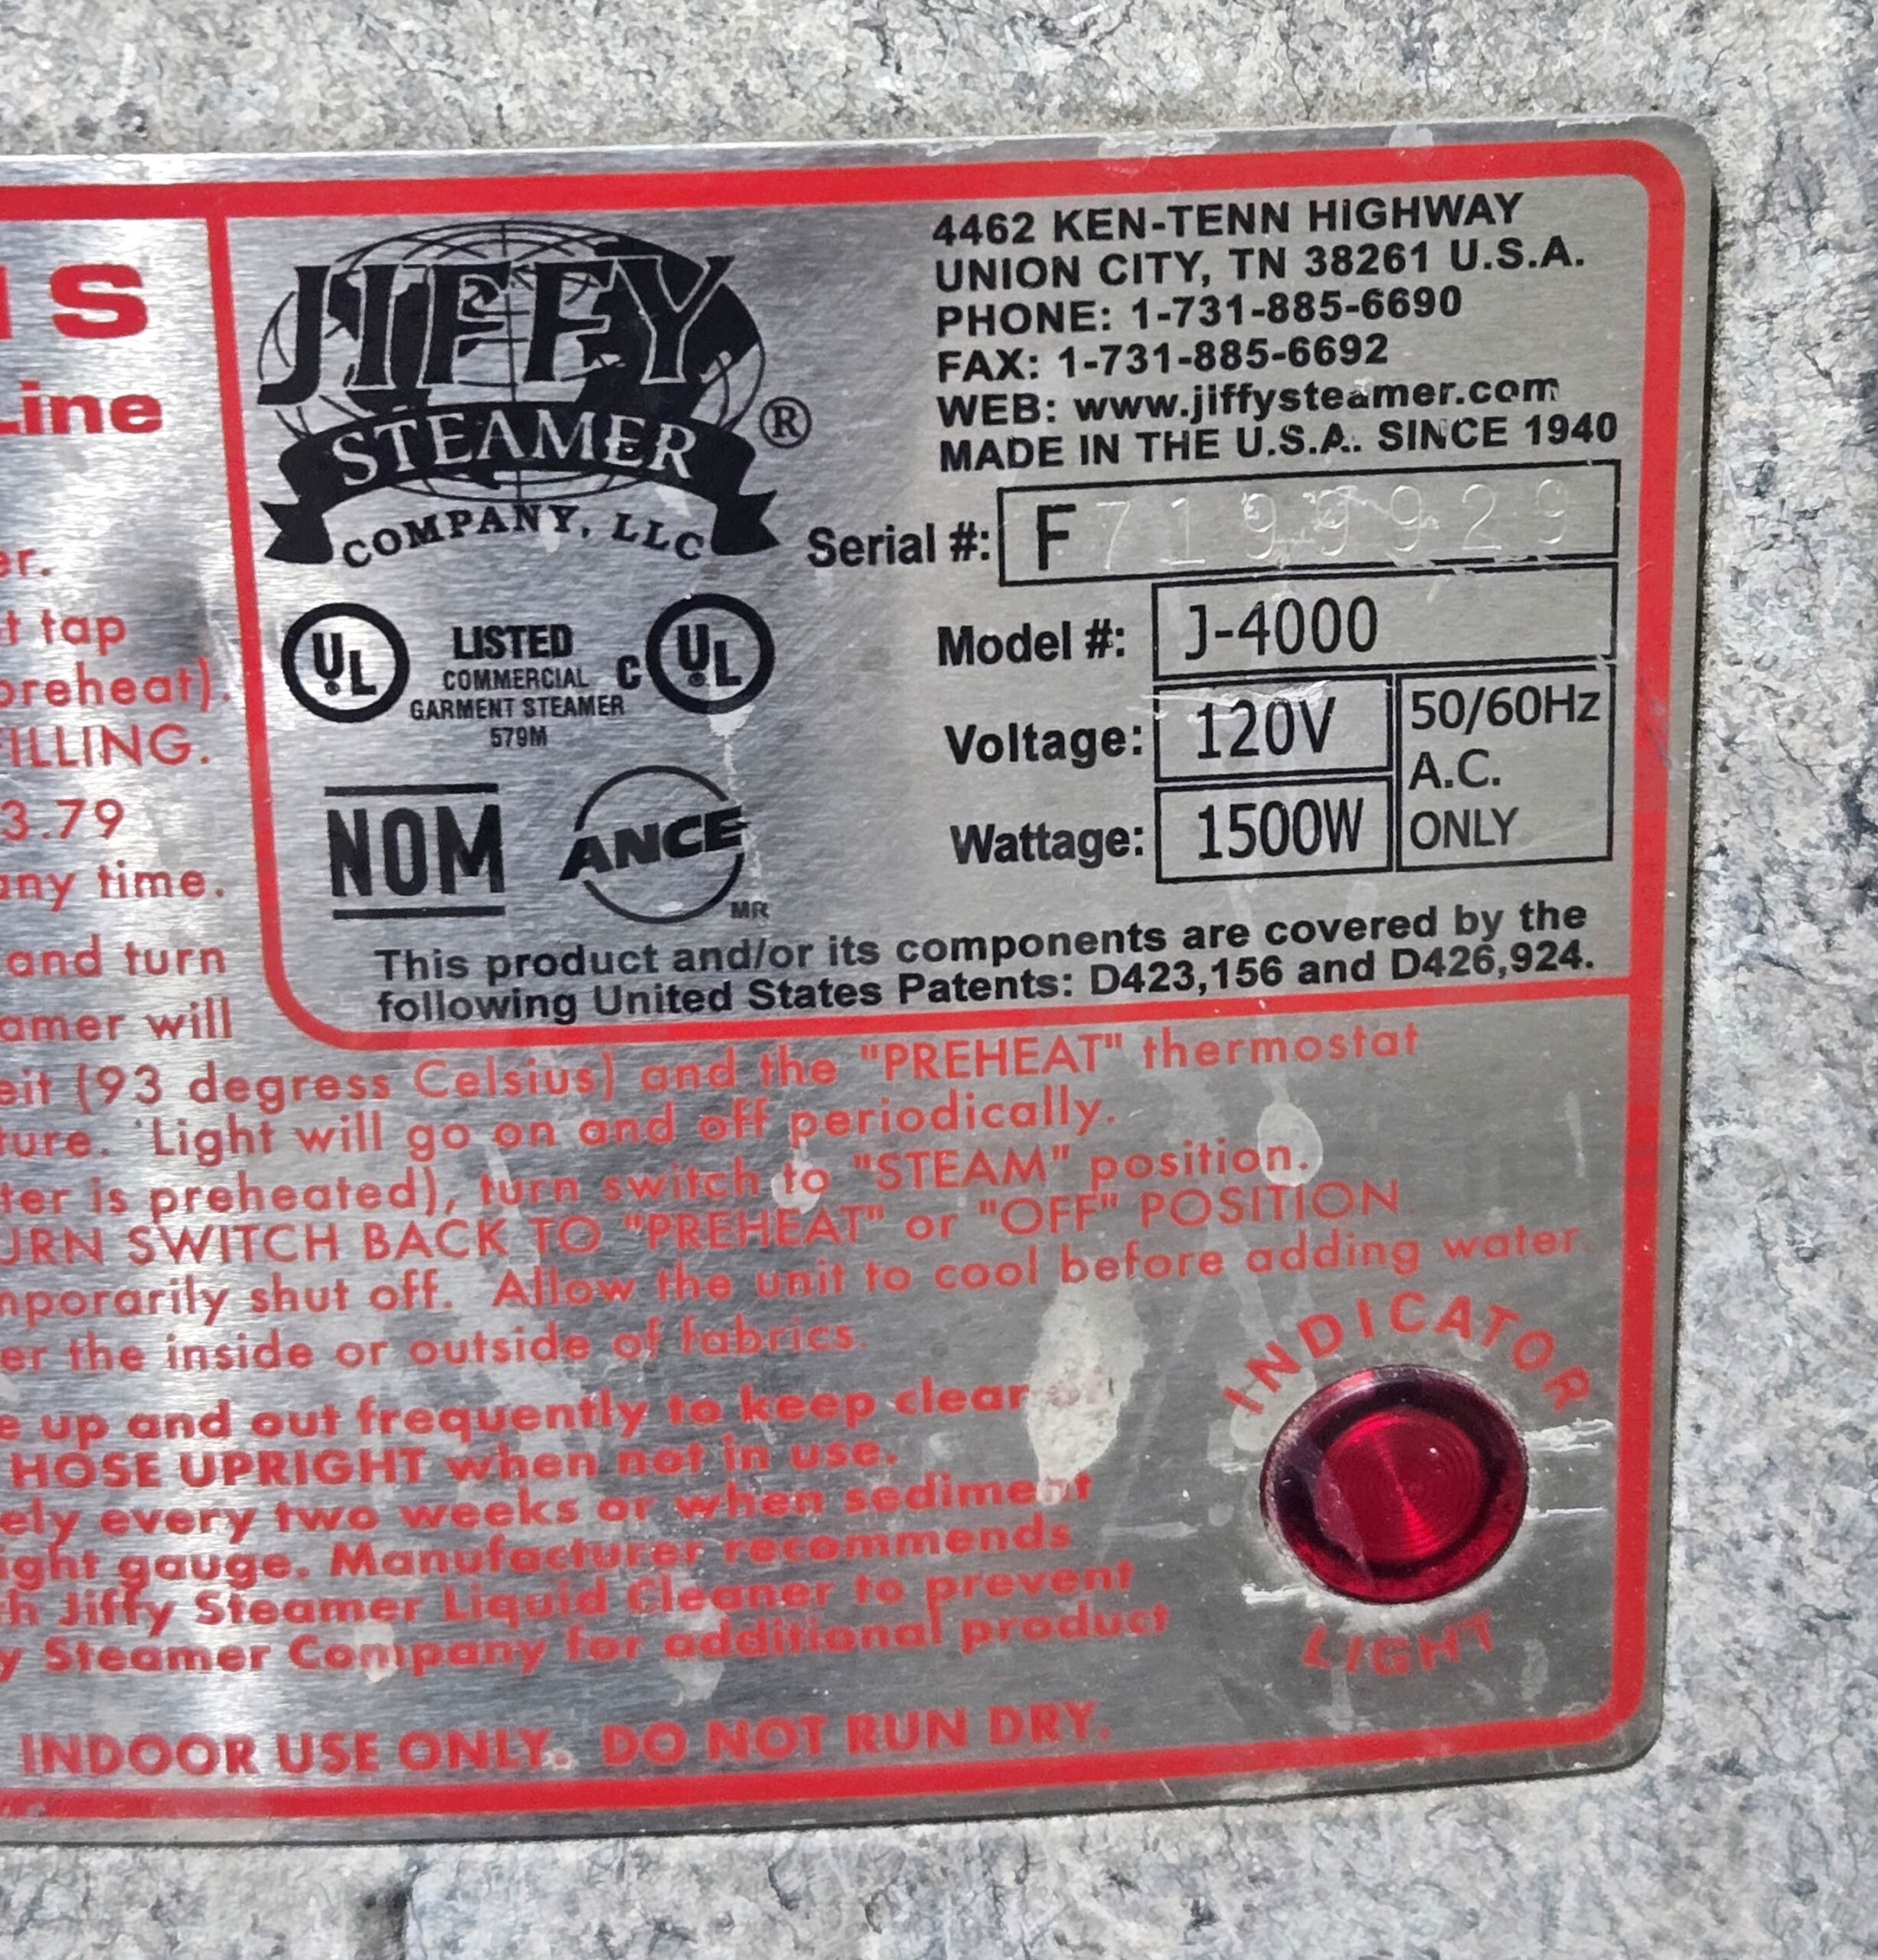 NS
Line
er.
t tap
preheat).
FILLING.
3.79
any time.
and turn
amer will
JIFFY
STEAMER
®
COMPANY, LLC
4462 KEN-TENN HIGHWAY
UNION CITY, TN 38261 U.S.A.
PHONE: 1-731-885-6690
FAX: 1-731-885-6692
WEB: www.jiffysteamer.com
MADE IN THE U.S.A. SINCE 1940
Serial #: F 7199929
Model #: J-4000
Voltage: 120V
Wattage: 1500W
50/60Hz
A.C.
ONLY
UL
LISTED
COMMERCIAL
GARMENT STEAMER
579M
C UL
NOM
ANCE
MR
This product and/or its components are covered by the
following United States Patents: D423,156 and D426,924.
eit (93 degress Celsius) and the "PREHEAT" thermostat
ture. Light will go on and off periodically.
ter is preheated), turn switch to "STEAM" position.
URN SWITCH BACK TO "PREHEAT" or "OFF" POSITION.
mporarily shut off. Allow the unit to cool before adding water.
er the inside or outside of fabrics.
e up and out frequently to keep clear of
HOSE UPRIGHT when not in use.
ely every two weeks or when sediment
ight gauge. Manufacturer recommends
th Jiffy Steamer Liquid Cleaner to prevent
y Steamer Company for additional product
INDOOR USE ONLY. DO NOT RUN DRY.
INDICATOR
LIGHT